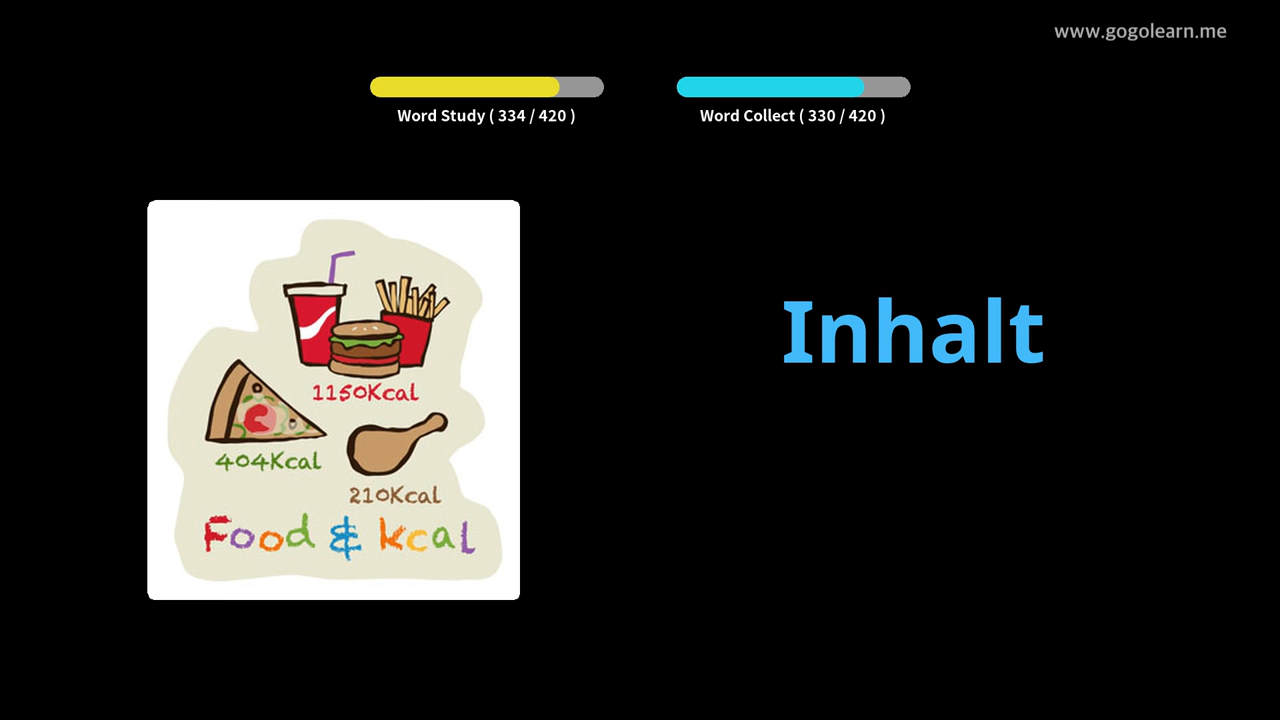 www.gogolearn.me
Word Study ( 334 / 420 )
Word Collect ( 330 / 420 )
Inhalt
1150Kcal
404Kcal
210Kcal
Food & kcal